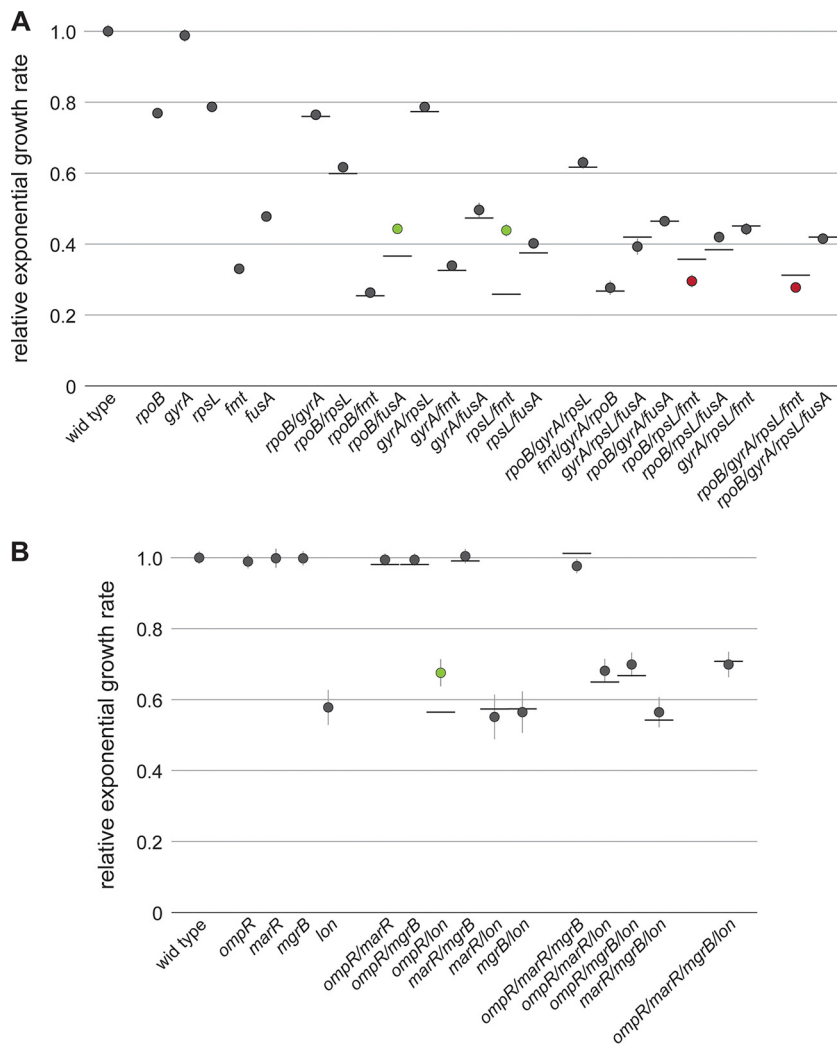 A
relative exponential growth rate
1.0
0.8
0.6
0.4
0.2
0
wid type
rpoB
gyrA
rpsL
fmt
fusA
rpoB/gyrA
rpoB/rpsL
rpoB/fmt
rpoB/fusA
gyrA/rpsL
gyrA/fmt
gyrA/fusA
rpsL/fmt
rpsL/fusA
rpoB/gyrA/rpsL
fmt/gyrA/rpoB
gyrA/rpsL/fusA
rpoB/gyrA/fusA
rpoB/rpsL/fmt
rpoB/rpsL/fusA
gyrA/rpsL/fmt
rpoB/gyrA/rpsL/fmt
rpoB/gyrA/rpsL/fusA
B
relative exponential growth rate
1.0
0.8
0.6
0.4
0.2
0
wid type
ompR
marR
mgrB
lon
ompR/marR
ompR/mgrB
ompR/lon
marR/mgrB
marR/lon
mgrB/lon
ompR/marR/mgrB
ompR/marR/lon
ompR/mgrB/lon
marR/mgrB/lon
ompR/marR/mgrB/lon